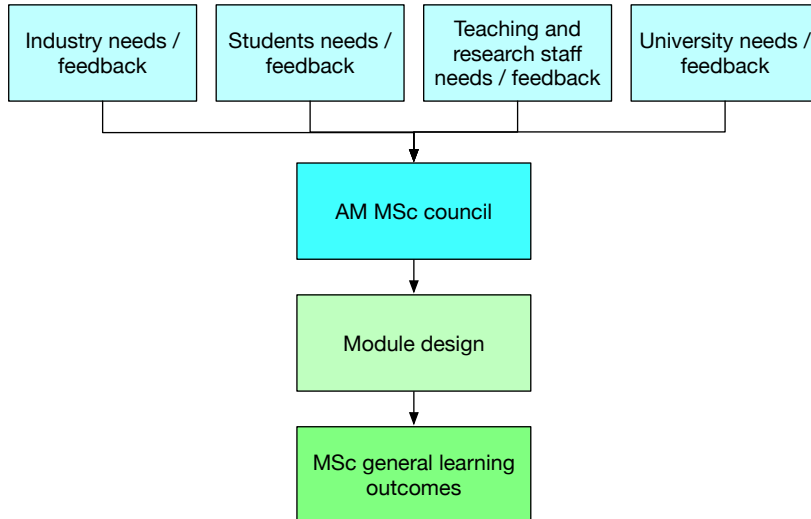 Industry needs /
feedback
Students needs /
feedback
Teaching and
research staff
needs / feedback
University needs /
feedback
AM MSc council
Module design
MSc general learning
outcomes